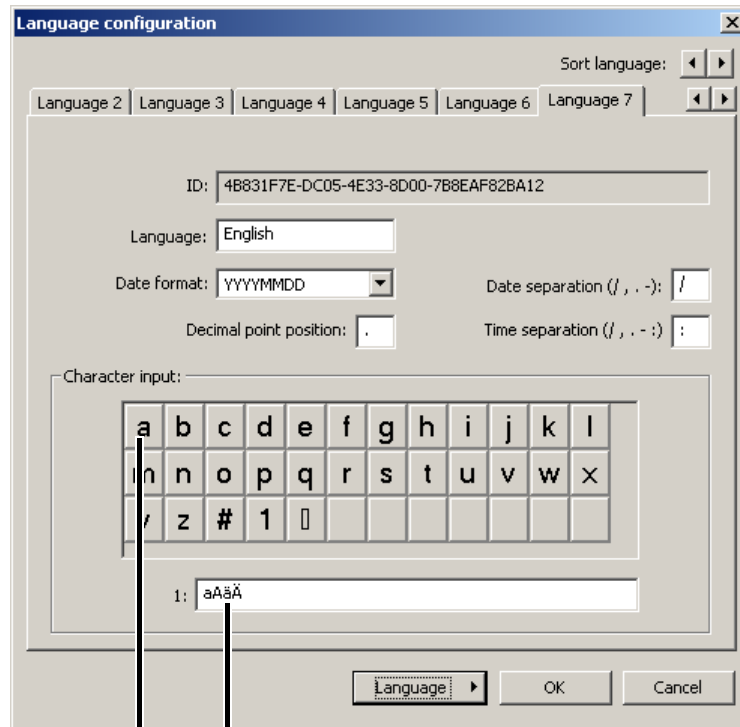 Language configuration
Sort language:
Language 2 Language 3 Language 4 Language 5 Language 6 Language 7
ID: 4B831F7E-DC05-4E33-8D00-7B8EAF82BA12
Language: English
Date format: YYYYMMDD Date separation (/ , . -): /
Decimal point position: . Time separation (/ , . - :) :
Character input:
a b c d e f g h i j k l
m n o p q r s t u v w x
y z # 1 ▯
1: aAäÄ
Language OK Cancel